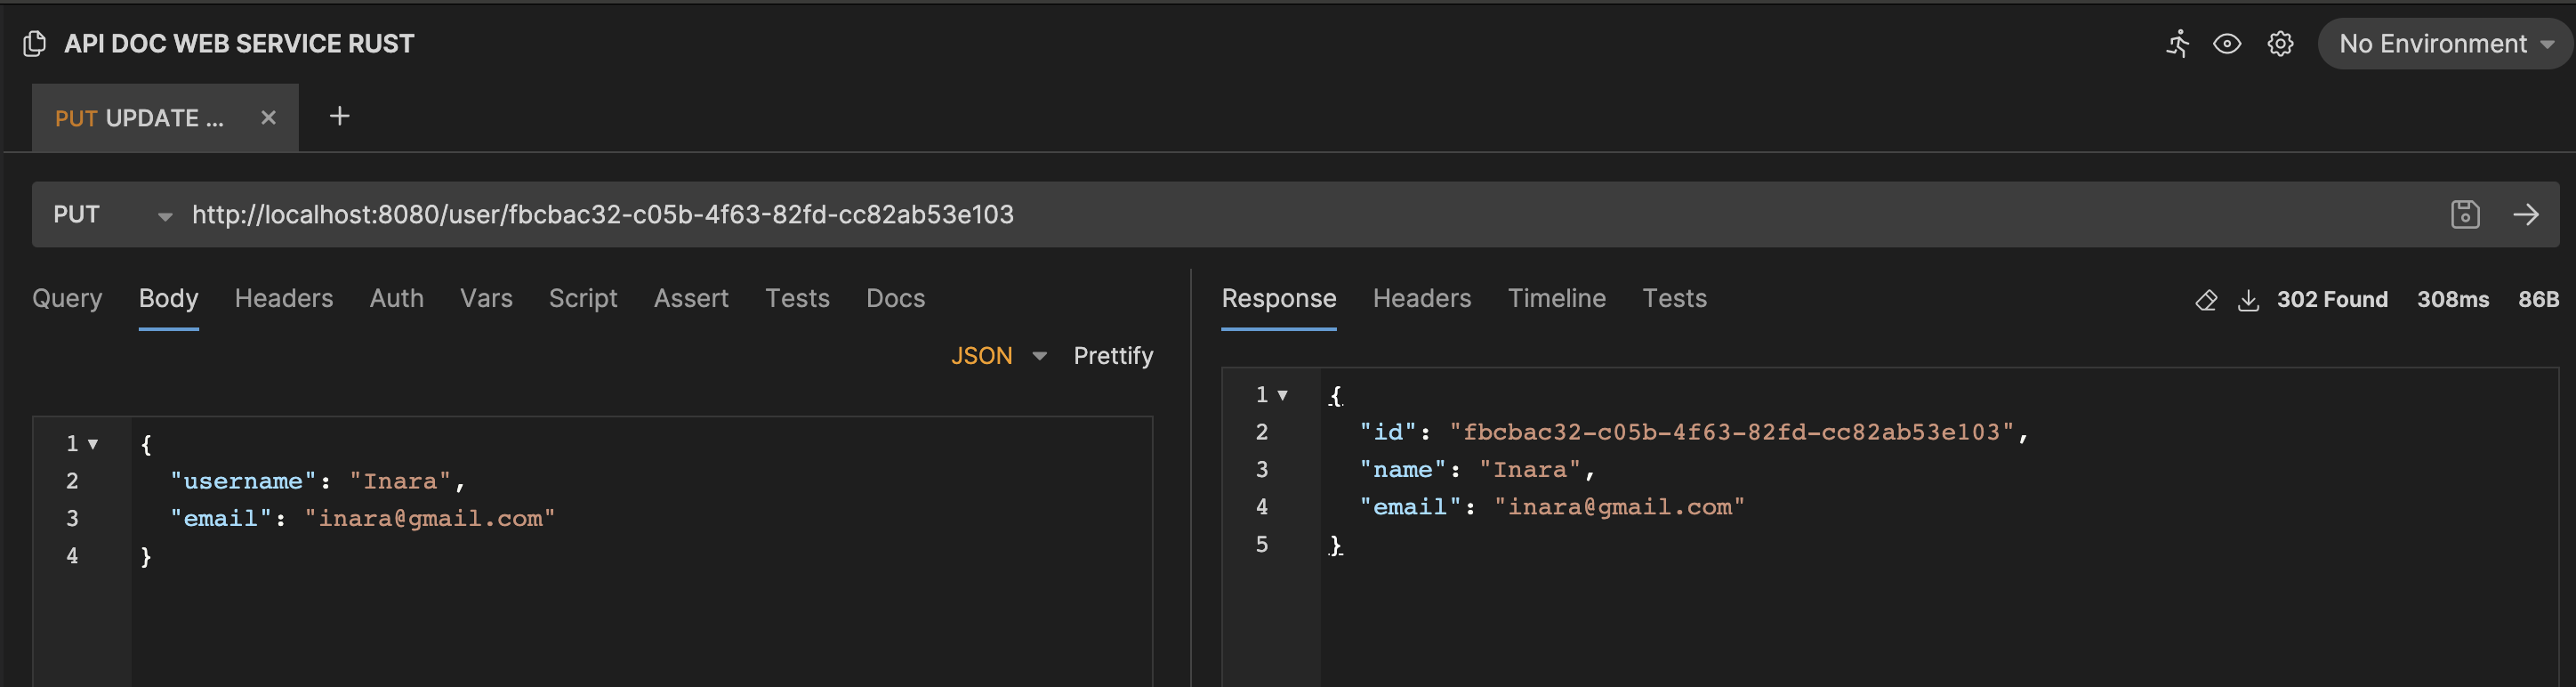 API DOC WEB SERVICE RUST
No Environment
PUT UPDATE ...
PUT http://localhost:8080/user/fbcbac32-c05b-4f63-82fd-cc82ab53e103
Query Body Headers Auth Vars Script Assert Tests Docs
JSON Prettify
1 {
2 "username": "Inara",
3 "email": "inara@gmail.com"
4 }
Response Headers Timeline Tests
302 Found 308ms 86B
1 {
2 "id": "fbcbac32-c05b-4f63-82fd-cc82ab53e103",
3 "name": "Inara",
4 "email": "inara@gmail.com"
5 }